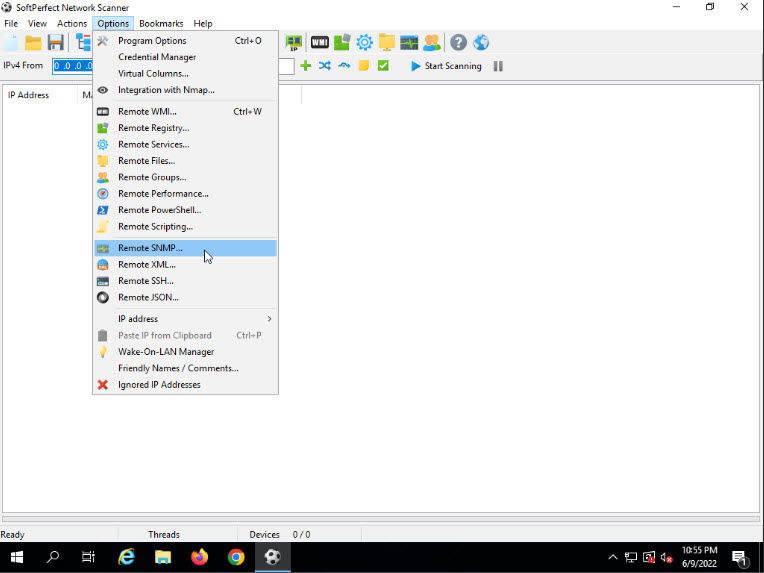 SoftPerfect Network Scanner
File View Actions Options Bookmarks Help
IP WMI
IPv4 From 0 .0 .0 .0 Start Scanning
IP Address Ma
Program Options Ctrl+O
Credential Manager
Virtual Columns...
Integration with Nmap...
Remote WMI... Ctrl+W
Remote Registry...
Remote Services...
Remote Files...
Remote Groups...
Remote Performance...
Remote PowerShell...
Remote Scripting...
Remote SNMP...
Remote XML...
Remote SSH...
Remote JSON...
IP address
Paste IP from Clipboard Ctrl+P
Wake-On-LAN Manager
Friendly Names / Comments...
Ignored IP Addresses
Ready Threads Devices 0 / 0
10:55 PM
6/9/2022
1